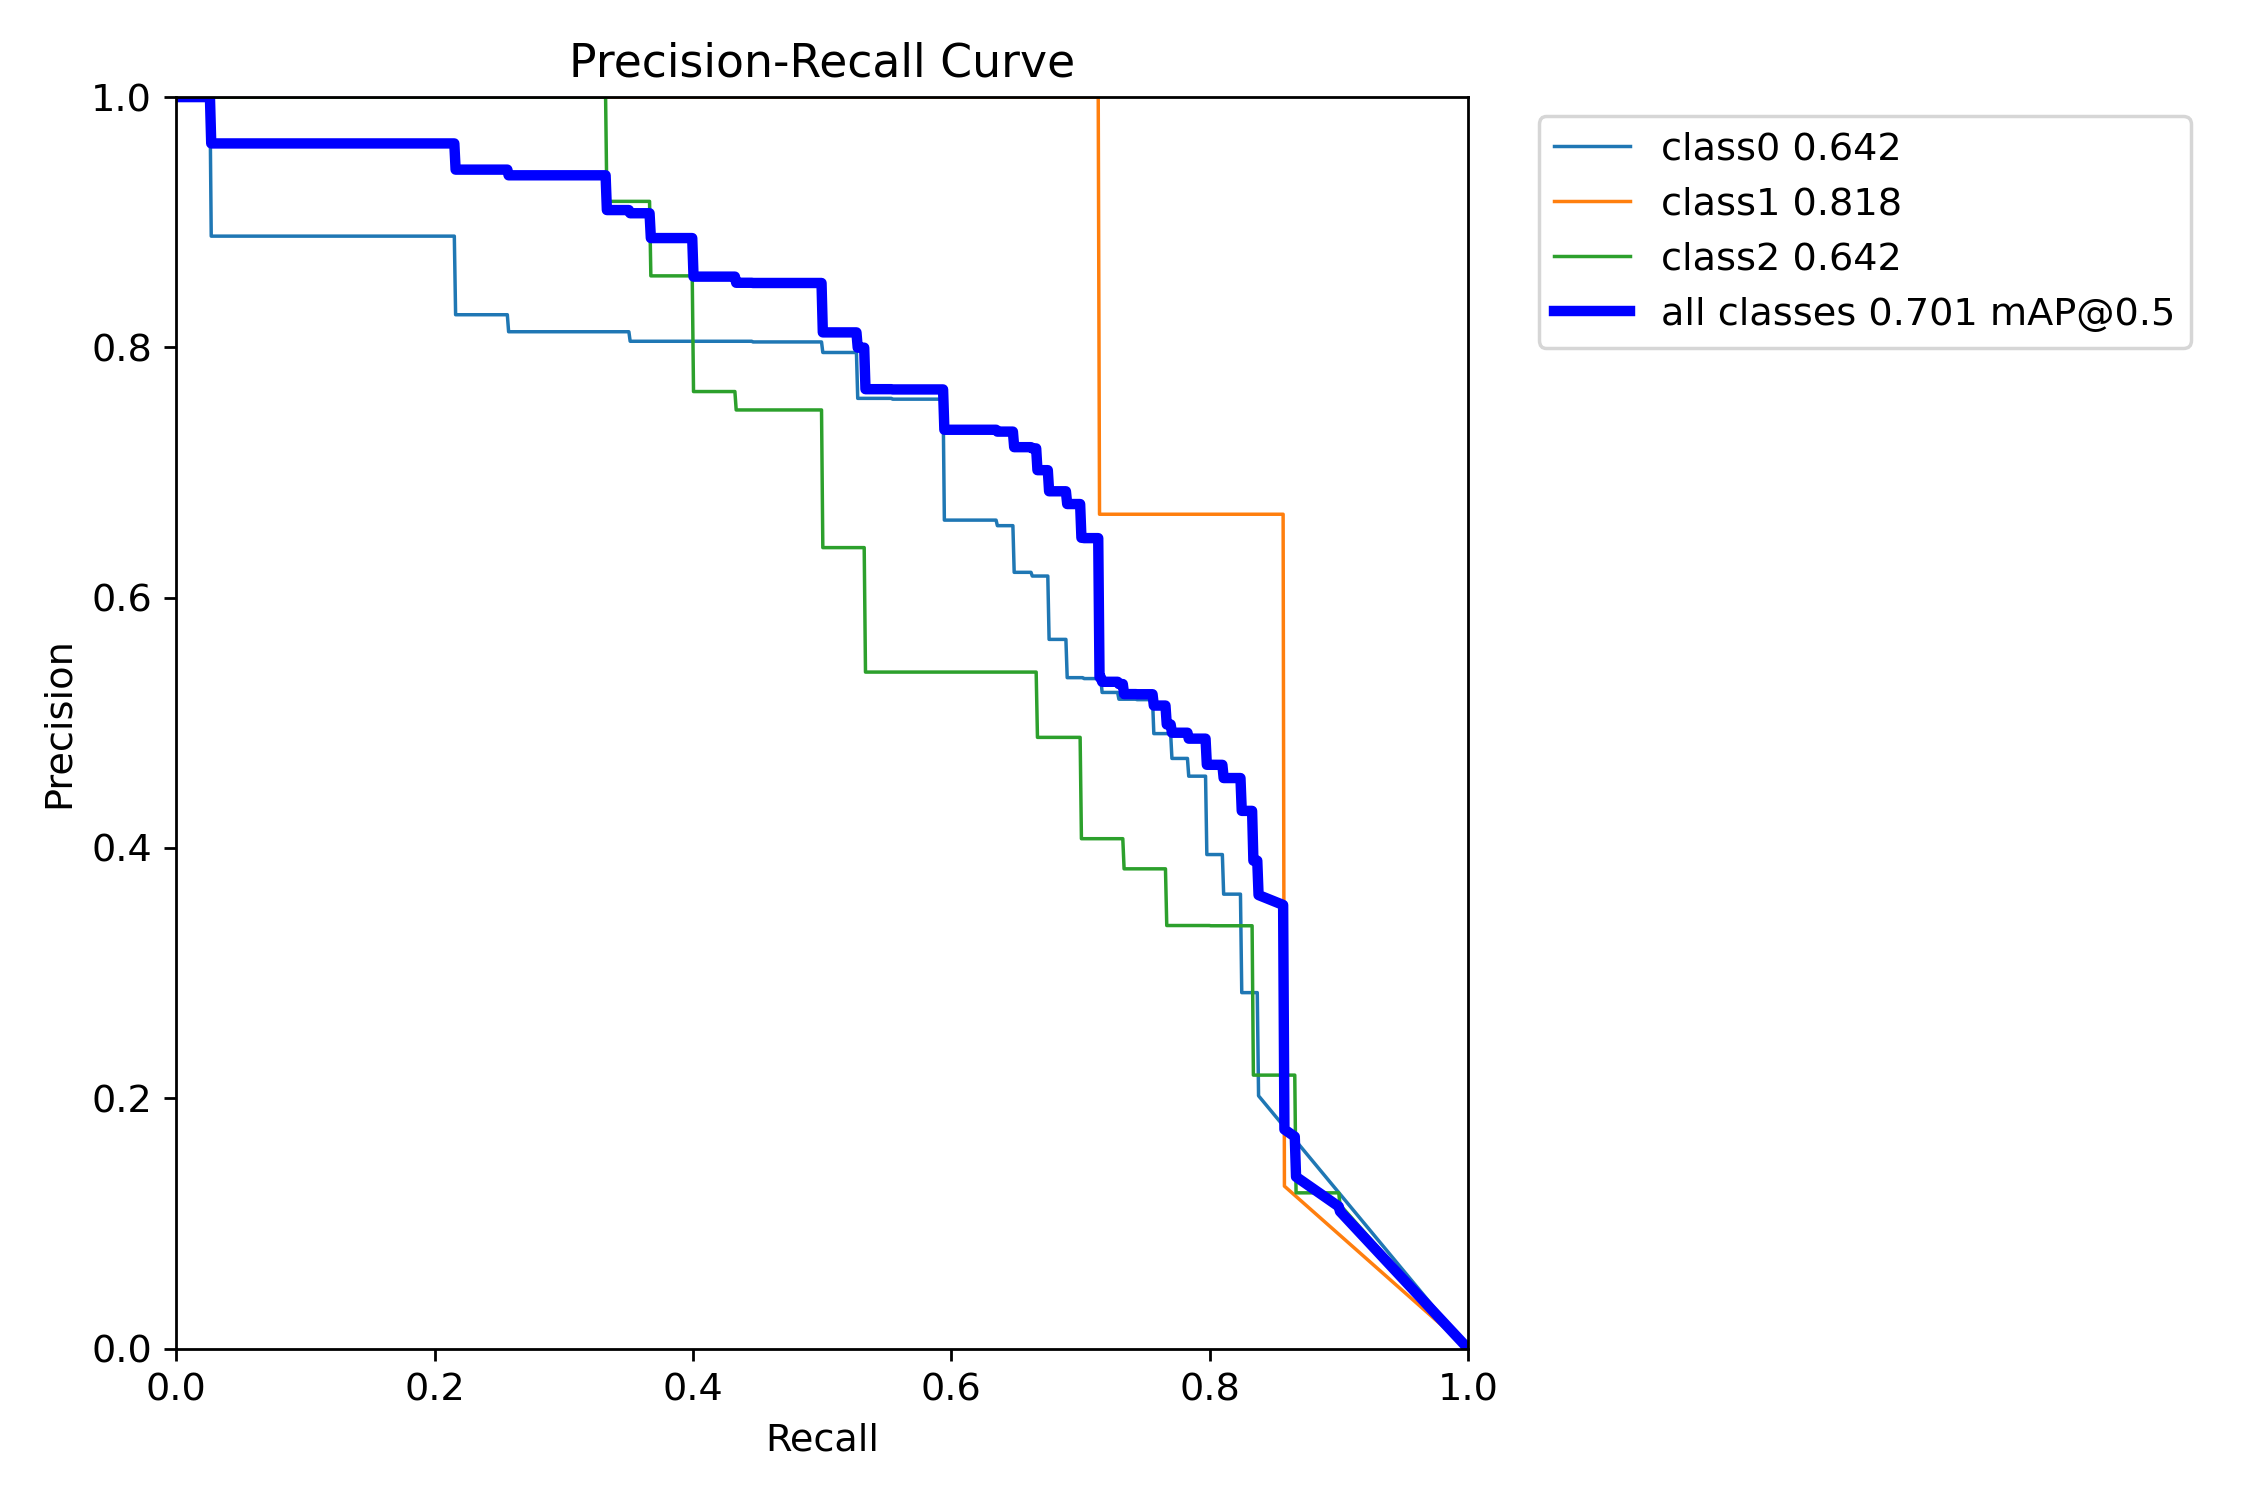 Precision-Recall Curve
1.0
0.8
0.6
0.4
0.2
0.0
Precision
0.0 0.2 0.4 0.6 0.8 1.0
Recall
class0 0.642
class1 0.818
class2 0.642
all classes 0.701 mAP@0.5